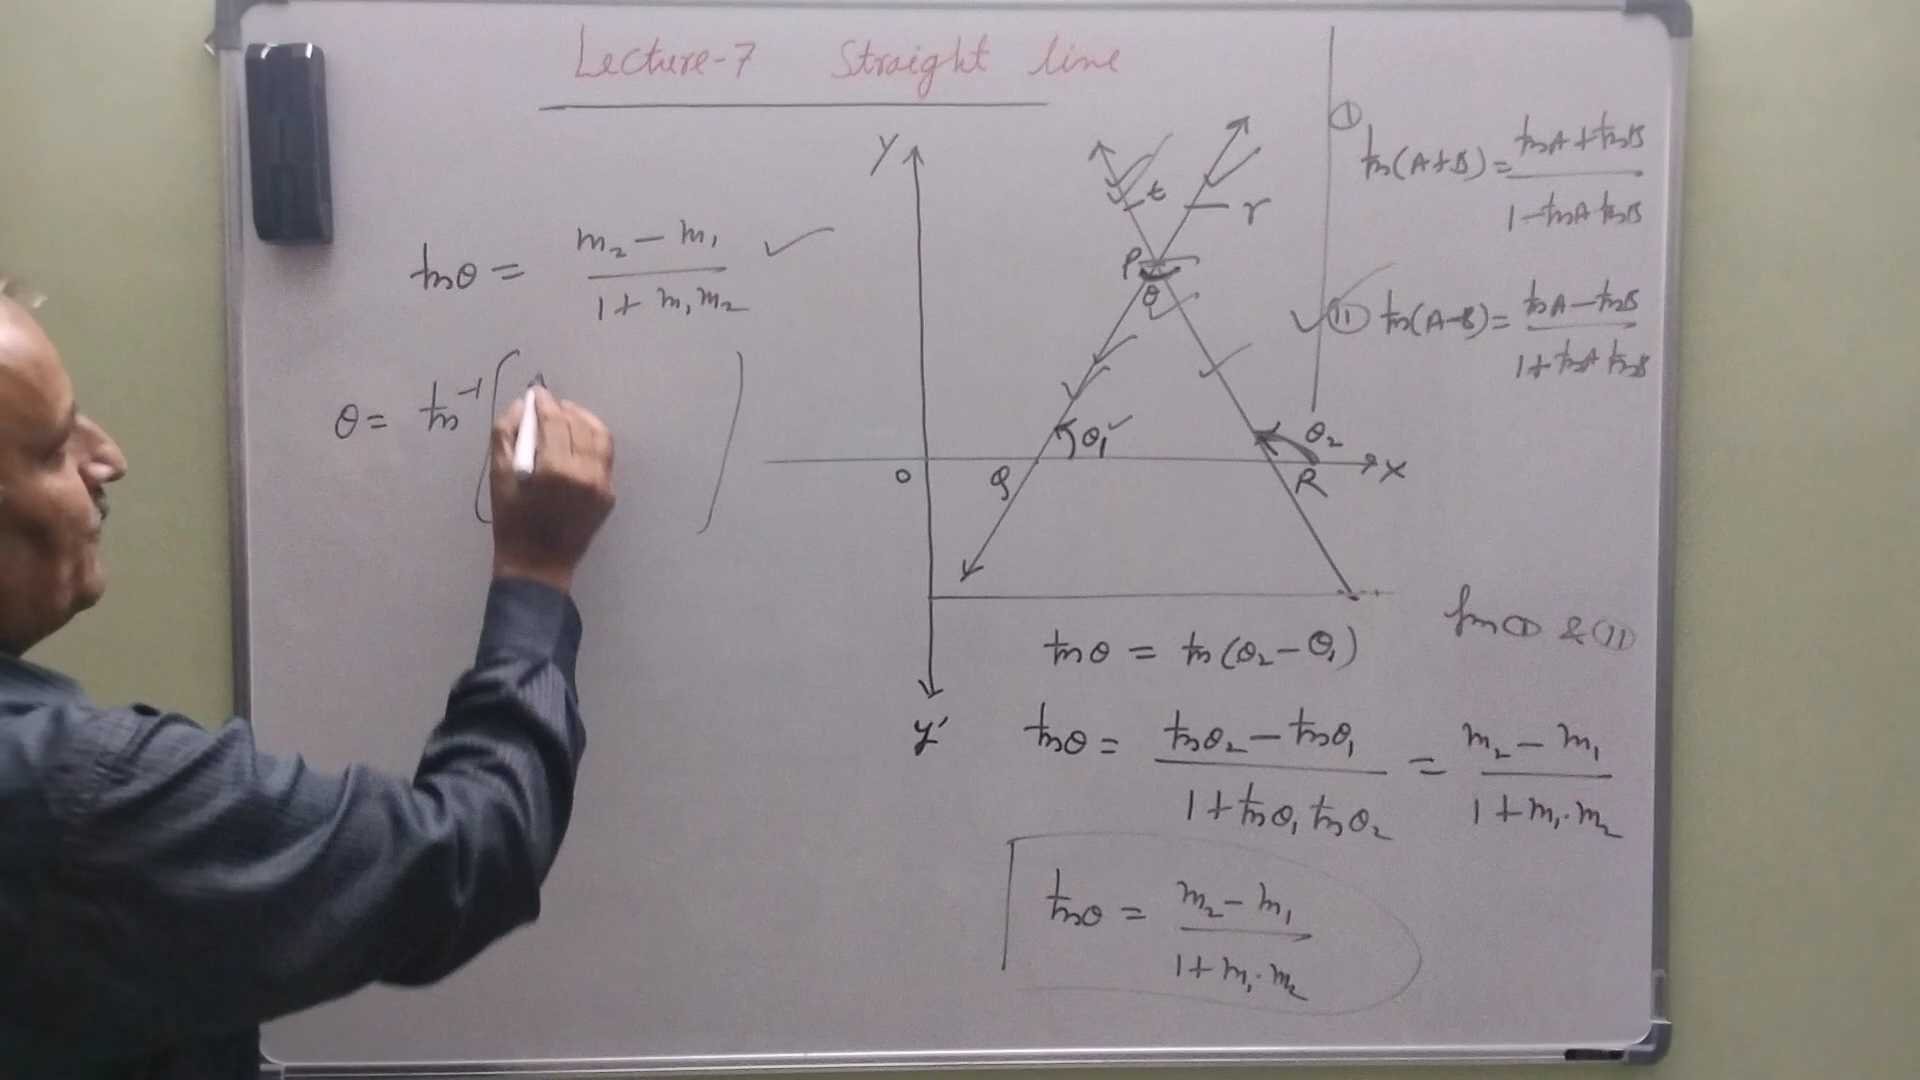 Lecture-7 Straight line
tanθ = (m₂ - m₁) / (1 + m₁m₂)
θ = tan⁻¹(
Y
t
r
P
θ
θ₁
θ₂
O
Q
R
X
Y'
① tan(A+B) = (tanA + tanB) / (1 - tanA tanB)
⑪ tan(A-B) = (tanA - tanB) / (1 + tanA tanB)
from ① & ⑪
tanθ = tan(θ₂ - θ₁)
tanθ = (tanθ₂ - tanθ₁) / (1 + tanθ₁ tanθ₂) = (m₂ - m₁) / (1 + m₁.m₂)
tanθ = (m₂ - m₁) / (1 + m₁.m₂)